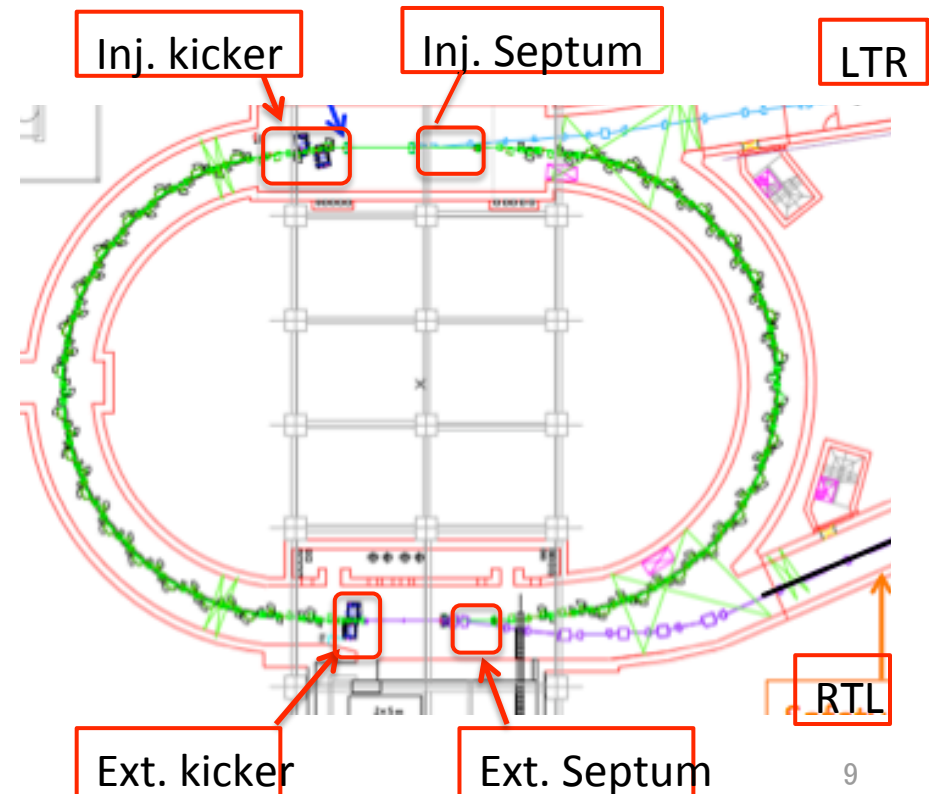 Inj. kicker
Inj. Septum
LTR
RTL
Ext. kicker
Ext. Septum
9